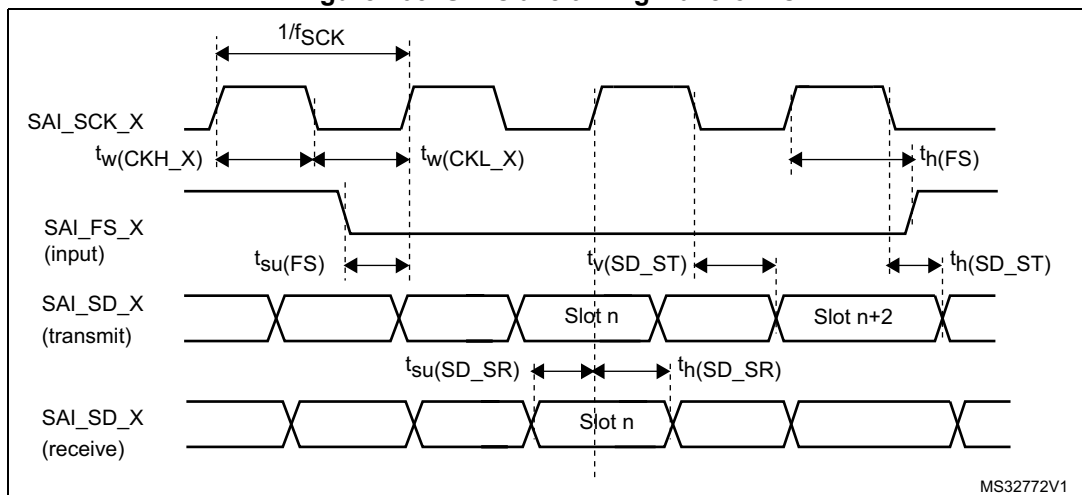 1/fSCK
SAI_SCK_X
tw(CKH_X)
tw(CKL_X)
th(FS)
SAI_FS_X
(input)
tsu(FS)
tv(SD_ST)
th(SD_ST)
SAI_SD_X
(transmit)
Slot n
Slot n+2
tsu(SD_SR)
th(SD_SR)
SAI_SD_X
(receive)
Slot n
MS32772V1